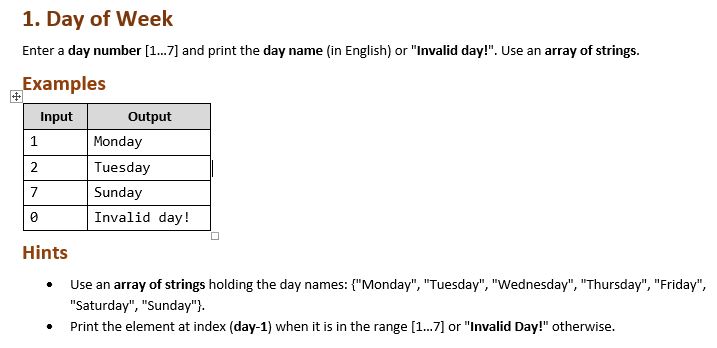 1. Day of Week
Enter a day number [1…7] and print the day name (in English) or "Invalid day!". Use an array of strings.
Examples
Input Output
1 Monday
2 Tuesday
7 Sunday
0 Invalid day!
Hints
• Use an array of strings holding the day names: {"Monday", "Tuesday", "Wednesday", "Thursday", "Friday",
"Saturday", "Sunday"}.
• Print the element at index (day-1) when it is in the range [1…7] or "Invalid Day!" otherwise.